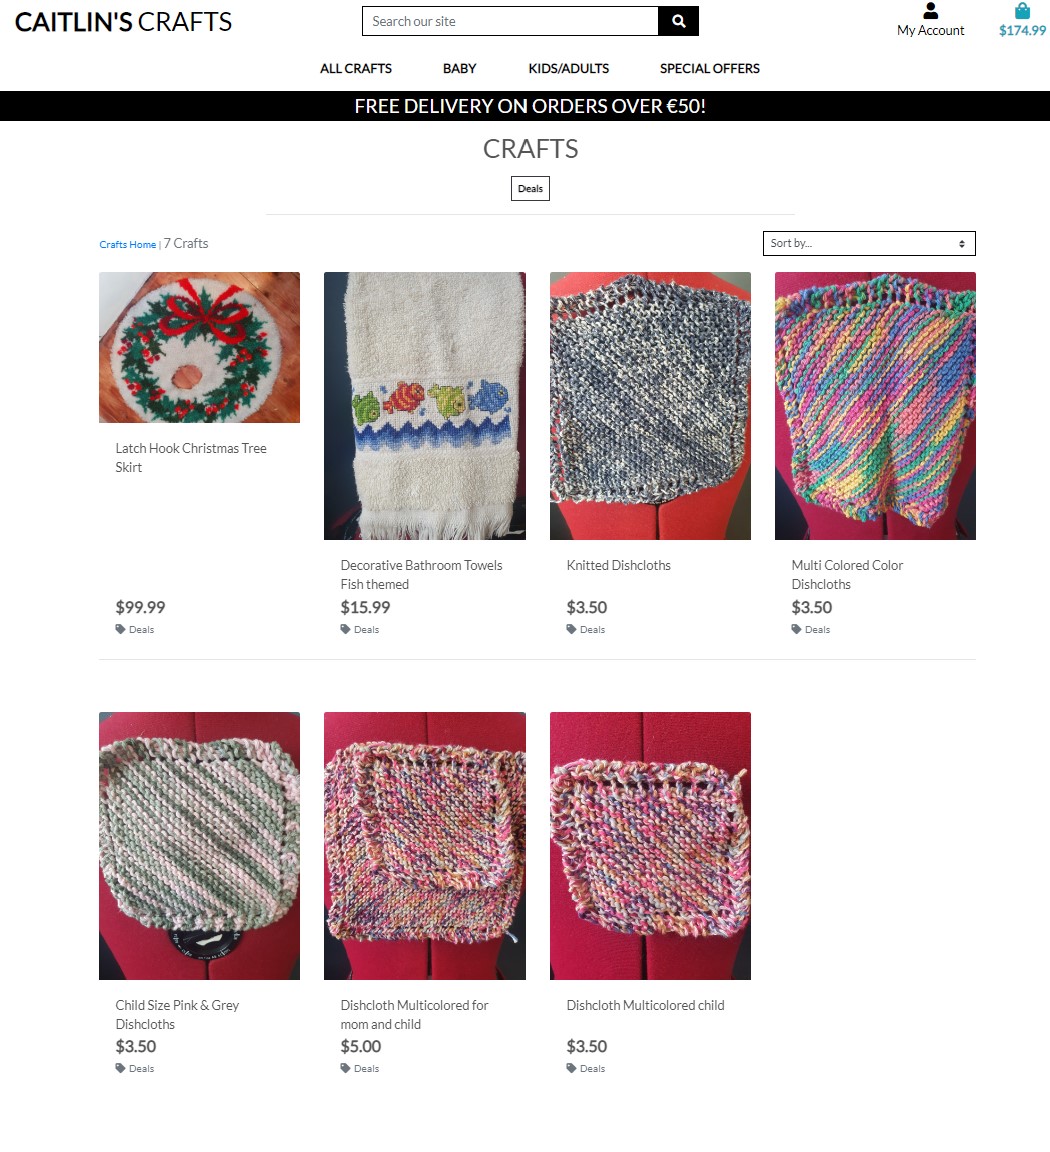 CAITLIN'S CRAFTS
Search our site
My Account
$174.99
ALL CRAFTS
BABY
KIDS/ADULTS
SPECIAL OFFERS
FREE DELIVERY ON ORDERS OVER €50!
CRAFTS
Deals
Crafts Home | 7 Crafts
Sort by...
Latch Hook Christmas Tree
Skirt
$99.99
Deals
Decorative Bathroom Towels
Fish themed
$15.99
Deals
Knitted Dishcloths
$3.50
Deals
Multi Colored Color
Dishcloths
$3.50
Deals
Child Size Pink & Grey
Dishcloths
$3.50
Deals
Dishcloth Multicolored for
mom and child
$5.00
Deals
Dishcloth Multicolored child
$3.50
Deals